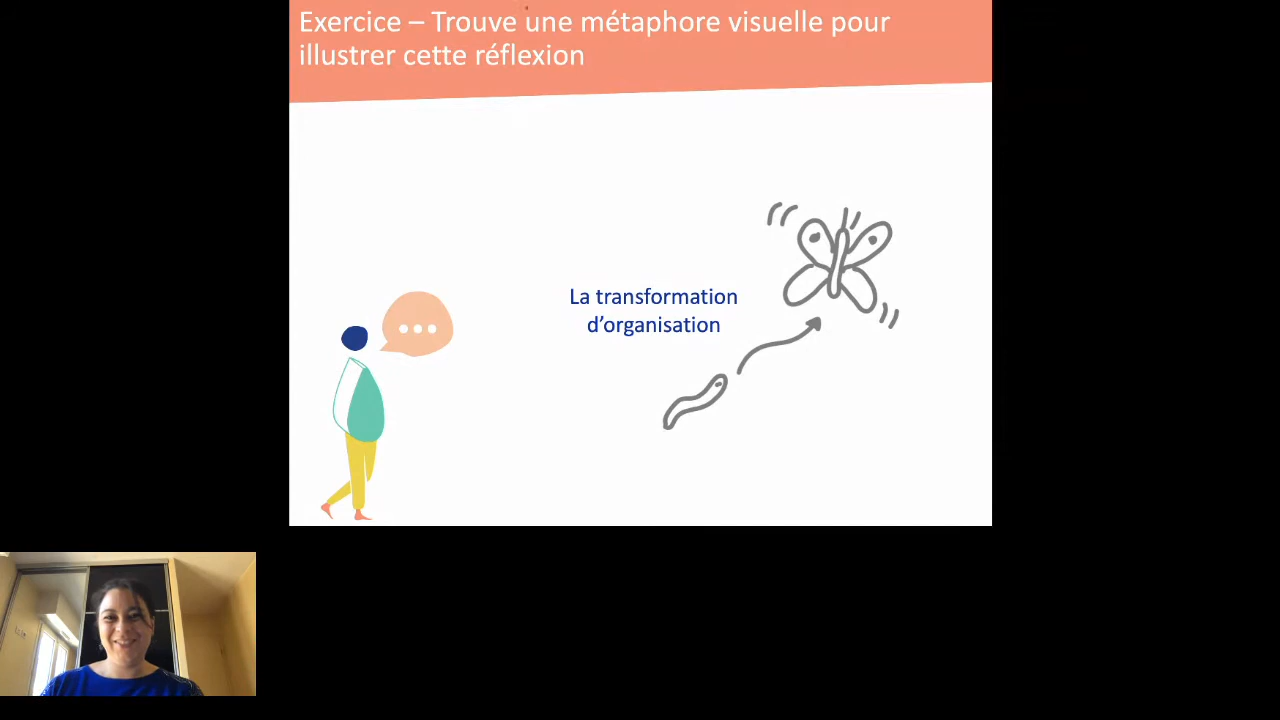 Exercice – Trouve une métaphore visuelle pour
illustrer cette réflexion
La transformation
d’organisation